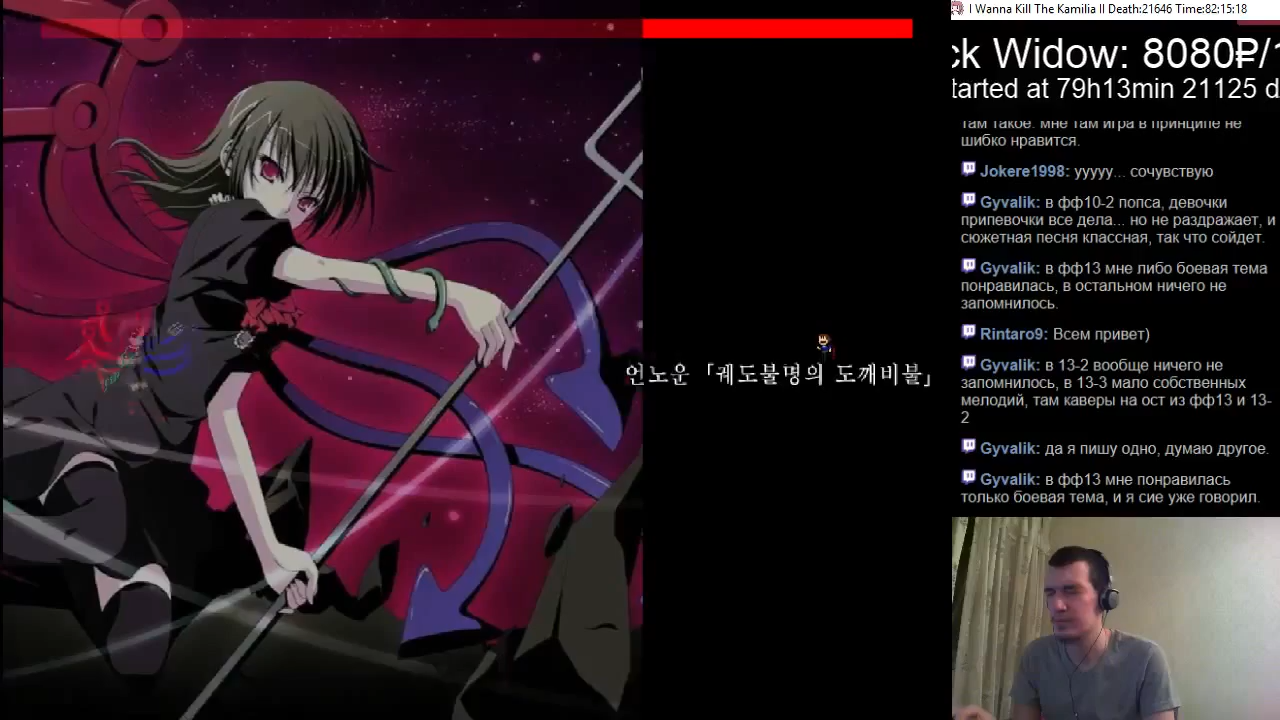 I Wanna Kill The Kamilia II Death:21646 Time:82:15:18
ck Widow: 8080₽/1
tarted at 79h13min 21125 d
там такое. мне там игра в принципе не
шибко нравится.
Jokere1998: ууууу... сочувствую
Gyvalik: в фф10-2 попса, девочки
припевочки все дела... но не раздражает, и
сюжетная песня классная, так что сойдет.
Gyvalik: в фф13 мне либо боевая тема
понравилась, в остальном ничего не
запомнилось.
Rintaro9: Всем привет)
Gyvalik: в 13-2 вообще ничего не
запомнилось, в 13-3 мало собственных
мелодий, там каверы на ост из фф13 и 13-
2
Gyvalik: да я пишу одно, думаю другое.
Gyvalik: в фф13 мне понравилась
только боевая тема, и я сие уже говорил.
언노운「궤도불명의 도깨비불」